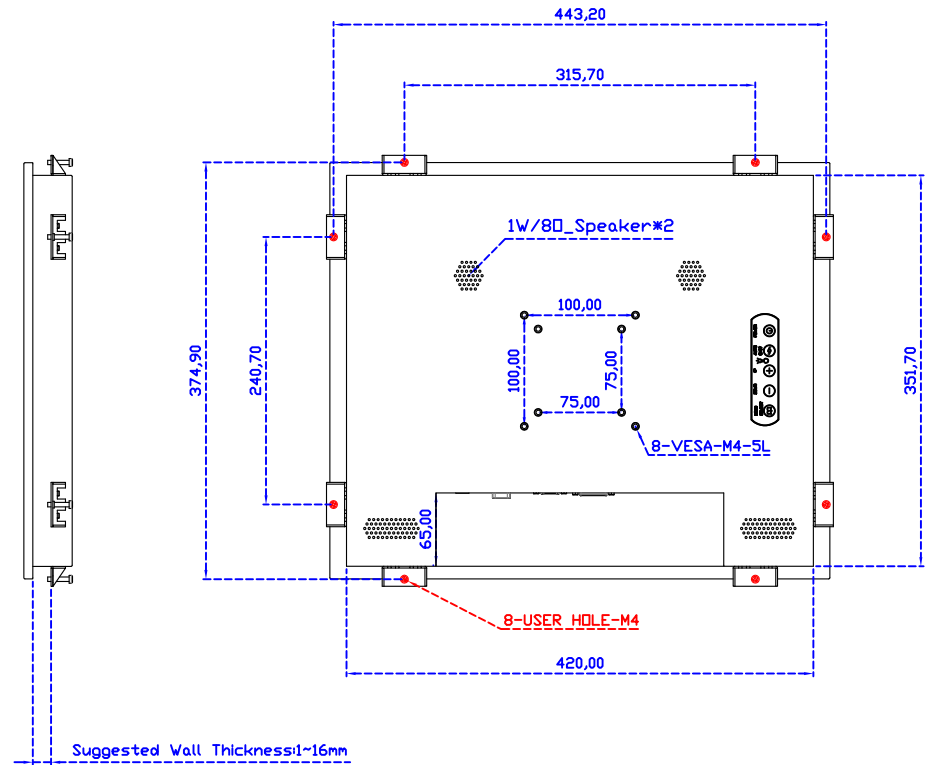 443,20
315,70
1W/8Ω_Speaker*2
100,00
100,00
75,00
75,00
374,90
240,70
351,70
8-VESA-M4-5L
65,00
8-USER HOLE-M4
420,00
Suggested Wall Thickness:1~16mm